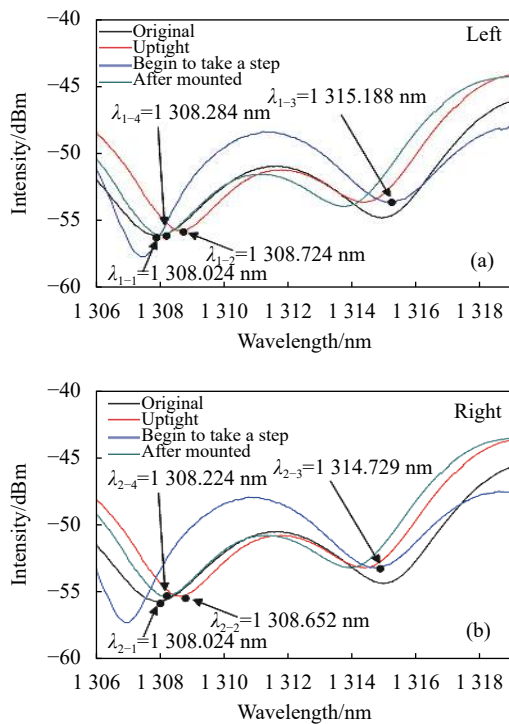 −40
Original
Left
Uptight
Begin to take a step
−45
After mounted
λ1−4=1 308.284 nm
λ1−3=1 315.188 nm
−50
−55
λ1−2=1 308.724 nm
λ1−1=1 308.024 nm
(a)
−60
1 306 1 308 1 310 1 312 1 314 1 316 1 318
Wavelength/nm
Intensity/dBm
−40
Original
Right
Uptight
Begin to take a step
−45
After mounted
λ2−4=1 308.224 nm
λ2−3=1 314.729 nm
−50
−55
λ2−2=1 308.652 nm
λ2−1=1 308.024 nm
(b)
−60
1 306 1 308 1 310 1 312 1 314 1 316 1 318
Wavelength/nm
Intensity/dBm